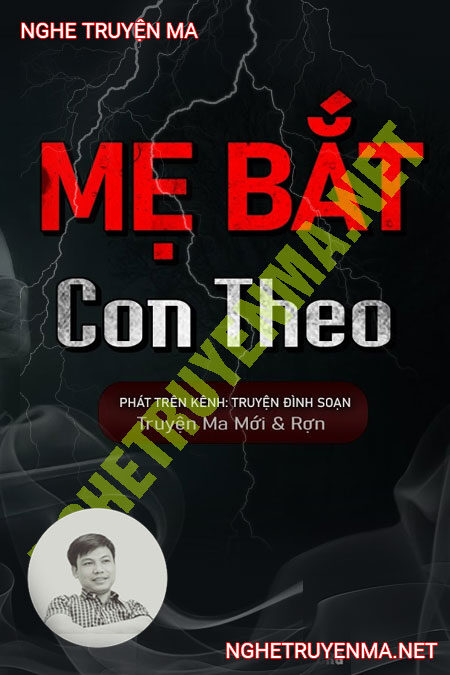 NGHE TRUYỆN MA
MẸ BẮT
Con Theo
PHÁT TRÊN KÊNH: TRUYỆN ĐÌNH SOẠN
Truyện Ma Mới & Rợn
NGHETRUYENMA.NET
NGHETRUYENMA.NET